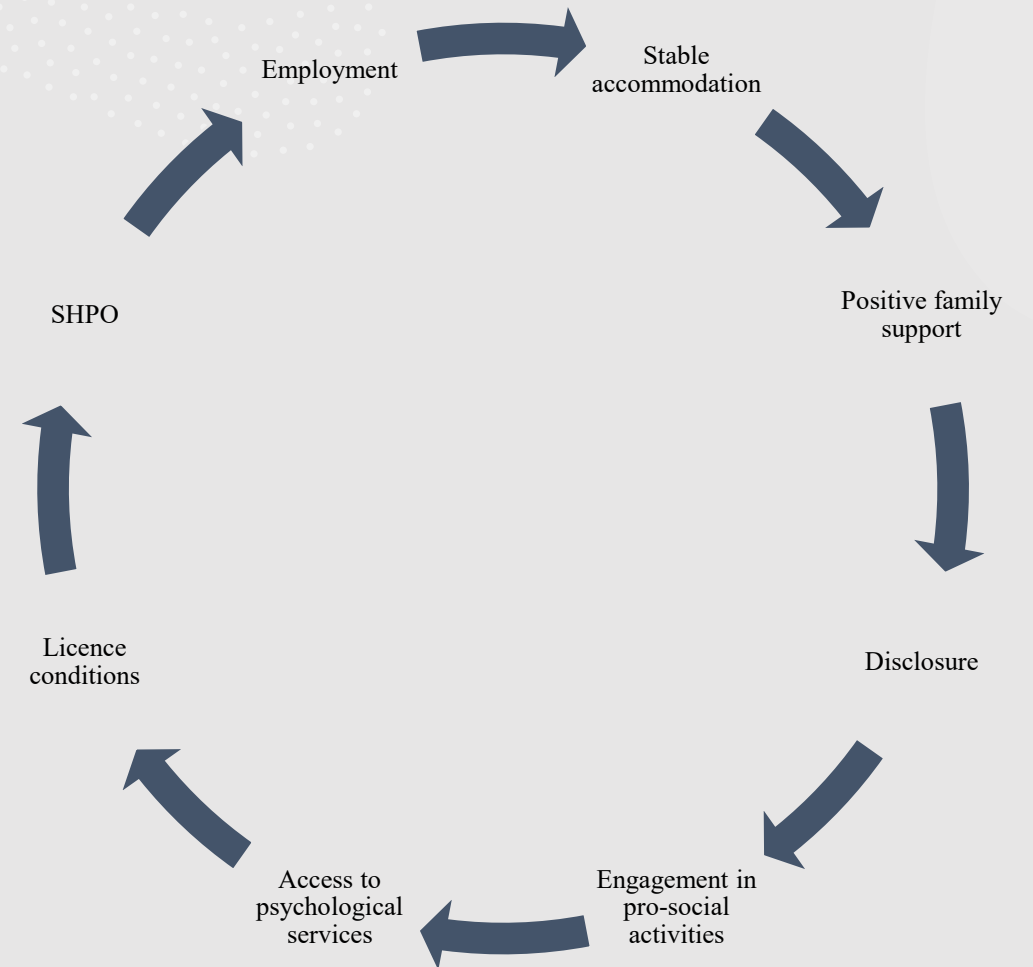 Employment
Stable
accommodation
Positive family
support
Disclosure
Engagement in
pro-social
activities
Access to
psychological
services
Licence
conditions
SHPO